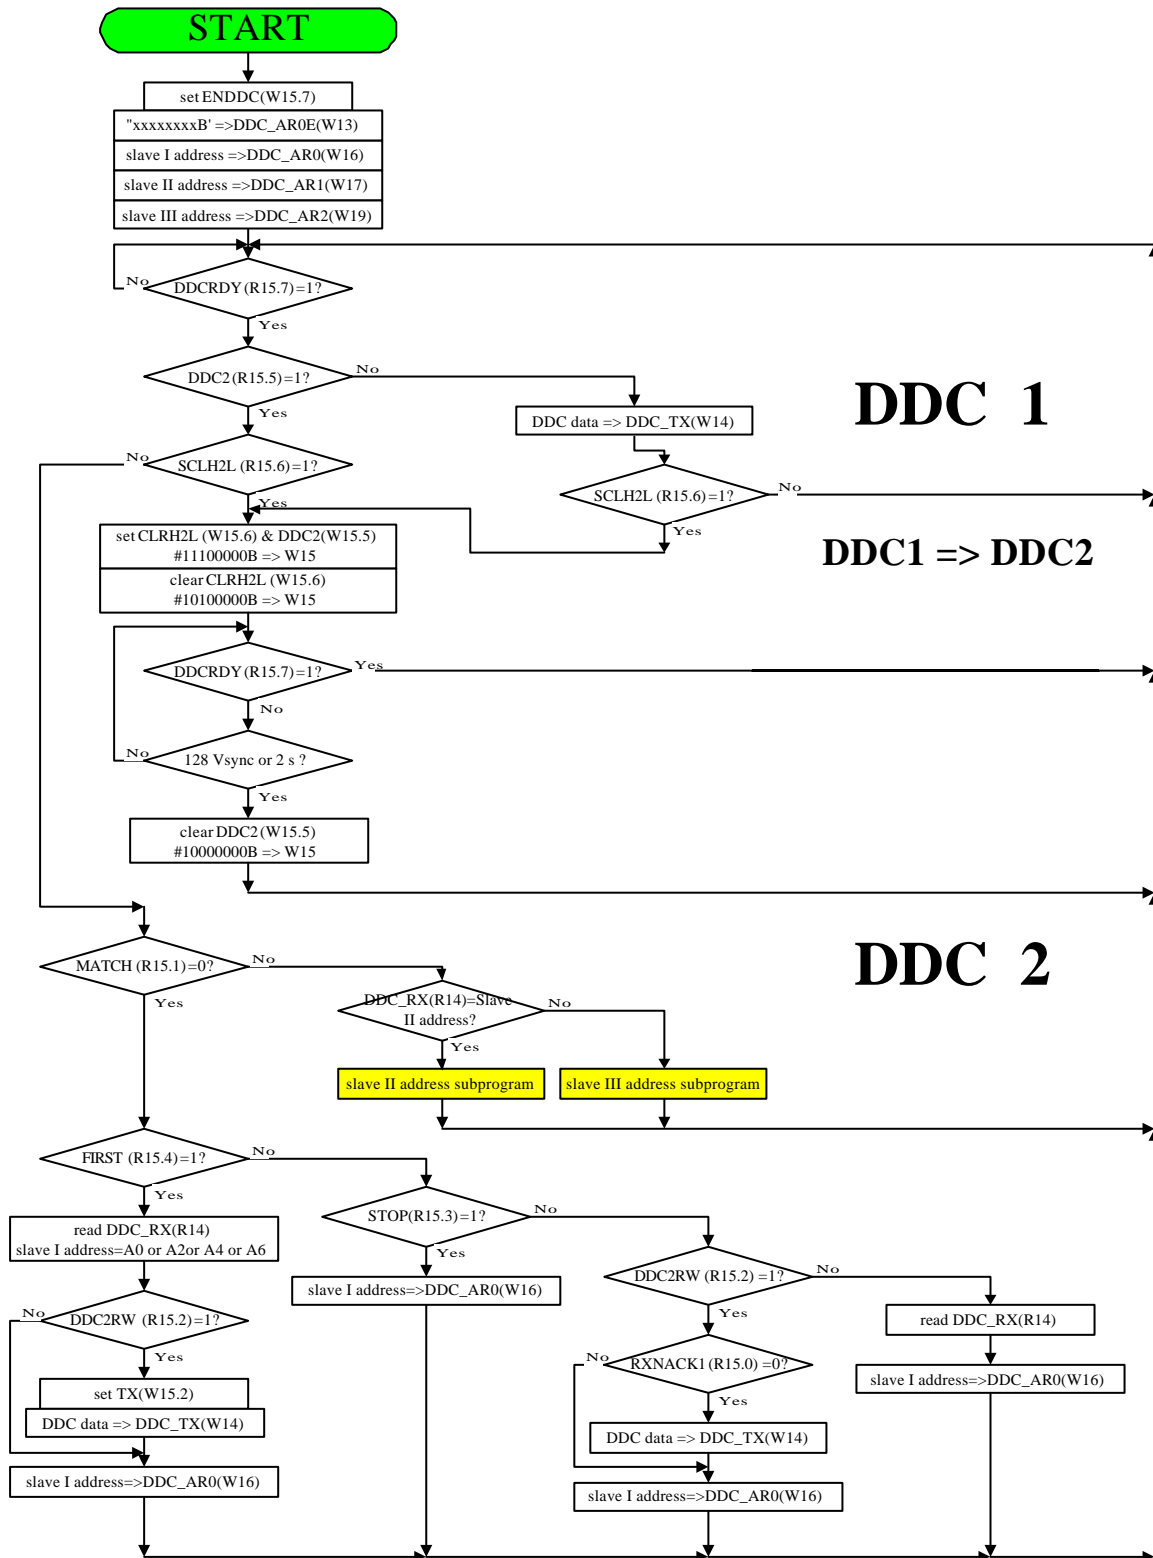 START
set ENDDC(W15.7)
"xxxxxxxxB' =>DDC_AR0E(W13)
slave I address =>DDC_AR0(W16)
slave II address =>DDC_AR1(W17)
slave III address =>DDC_AR2(W19)
No
DDCRDY(R15.7)=1?
Yes
DDC2 (R15.5)=1?
No
Yes
DDC data => DDC_TX(W14)
DDC 1
No
SCLH2L (R15.6)=1?
Yes
SCLH2L (R15.6)=1?
No
Yes
DDC1 => DDC2
set CLRH2L (W15.6) & DDC2(W15.5)
#11100000B => W15
clear CLRH2L (W15.6)
#10100000B => W15
DDCRDY(R15.7)=1?
Yes
No
No
128 Vsync or 2 s ?
Yes
clear DDC2 (W15.5)
#10000000B => W15
DDC 2
MATCH (R15.1)=0?
No
Yes
DDC_RX(R14)=Slave
II address?
No
Yes
slave II address subprogram
slave III address subprogram
FIRST (R15.4)=1?
No
Yes
read DDC_RX(R14)
slave I address=A0 or A2or A4 or A6
STOP(R15.3)=1?
No
Yes
slave I address=>DDC_AR0(W16)
DDC2RW (R15.2) =1?
No
Yes
read DDC_RX(R14)
slave I address=>DDC_AR0(W16)
No
DDC2RW (R15.2)=1?
Yes
set TX(W15.2)
DDC data => DDC_TX(W14)
slave I address=>DDC_AR0(W16)
No
RXNACK1(R15.0)=0?
Yes
DDC data => DDC_TX(W14)
slave I address=>DDC_AR0(W16)